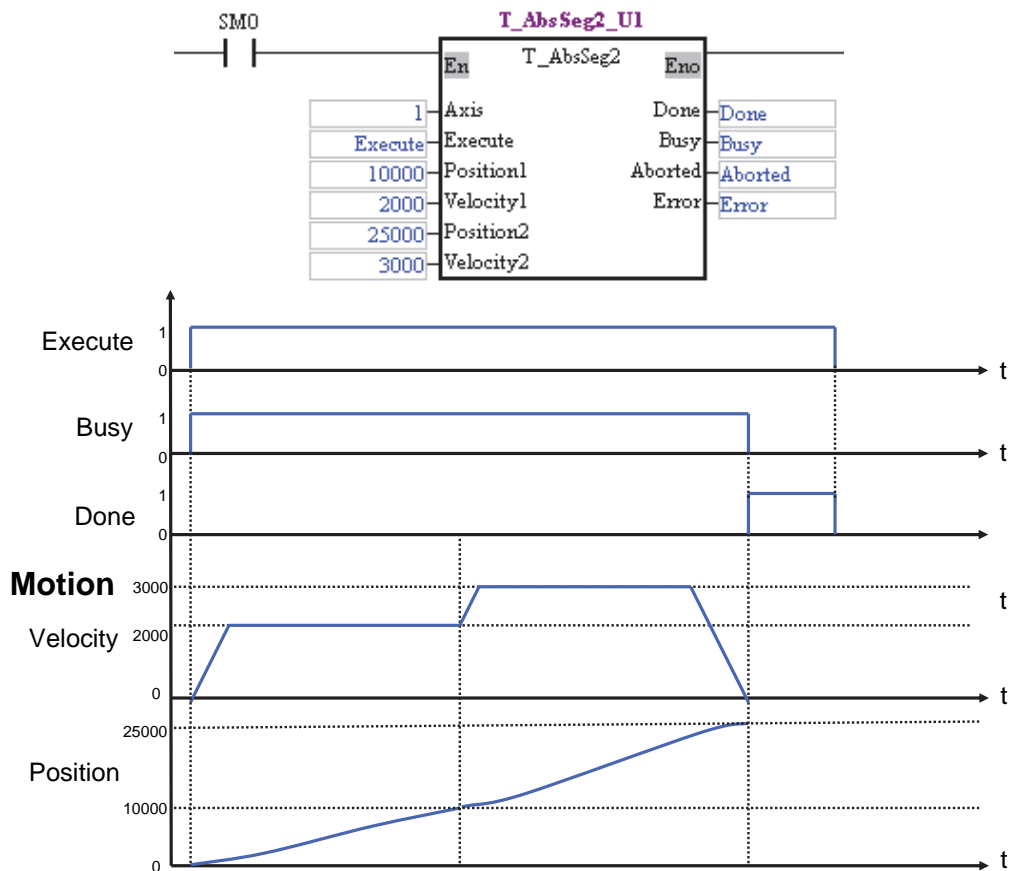 SM0
T_AbsSeg2_U1
T_AbsSeg2
En Eno
1 Axis Done Done
Execute Execute Busy Busy
10000 Position1 Aborted Aborted
2000 Velocity1 Error Error
25000 Position2
3000 Velocity2
Execute 1
0 t
Busy 1
0 t
Done 1
0
Motion 3000
t
Velocity 2000
0 t
25000
Position
10000
0 t